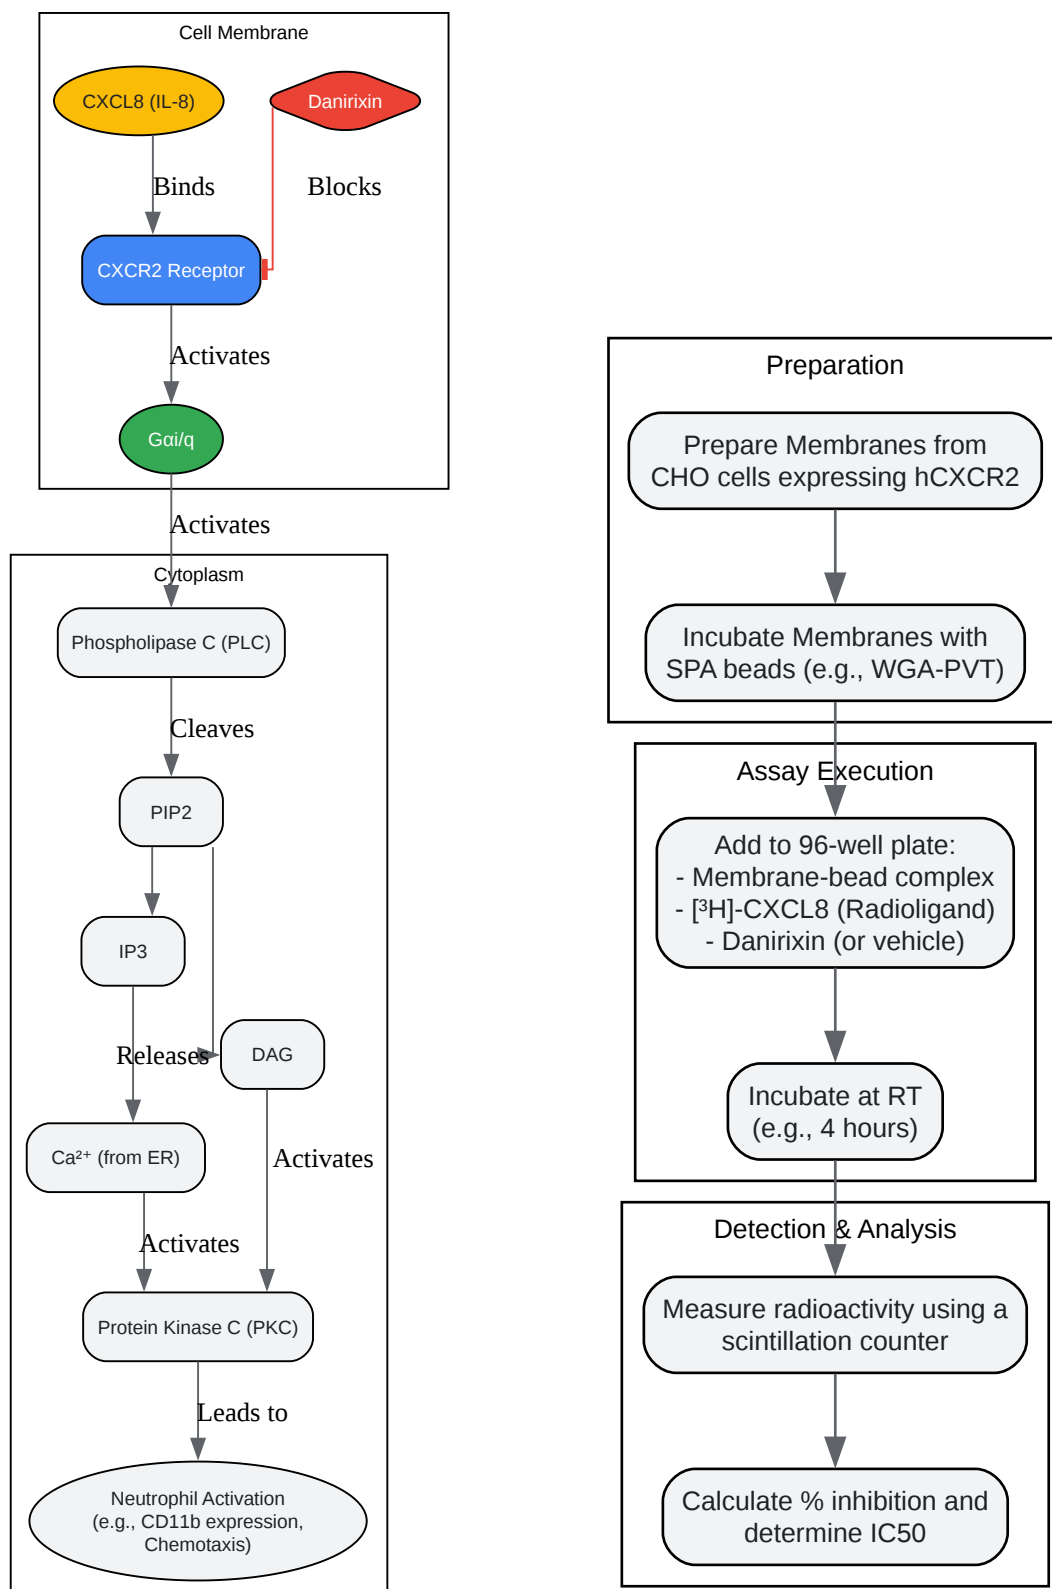 Cell Membrane
CXCL8 (IL-8)
Danirixin
Binds
Blocks
CXCR2 Receptor
Activates
Gαi/q
Activates
Cytoplasm
Phospholipase C (PLC)
Cleaves
PIP2
IP3
Releases
DAG
Ca²⁺ (from ER)
Activates
Activates
Protein Kinase C (PKC)
Leads to
Neutrophil Activation
(e.g., CD11b expression,
Chemotaxis)
Preparation
Prepare Membranes from
CHO cells expressing hCXCR2
Incubate Membranes with
SPA beads (e.g., WGA-PVT)
Assay Execution
Add to 96-well plate:
- Membrane-bead complex
- [³H]-CXCL8 (Radioligand)
- Danirixin (or vehicle)
Incubate at RT
(e.g., 4 hours)
Detection & Analysis
Measure radioactivity using a
scintillation counter
Calculate % inhibition and
determine IC50